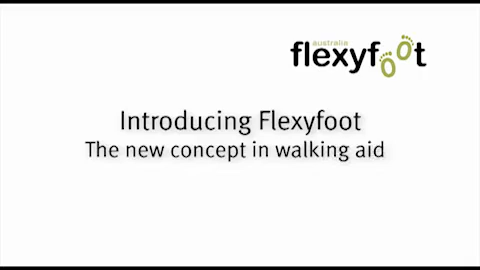 australia
flexyfoot
Introducing Flexyfoot
The new concept in walking aid